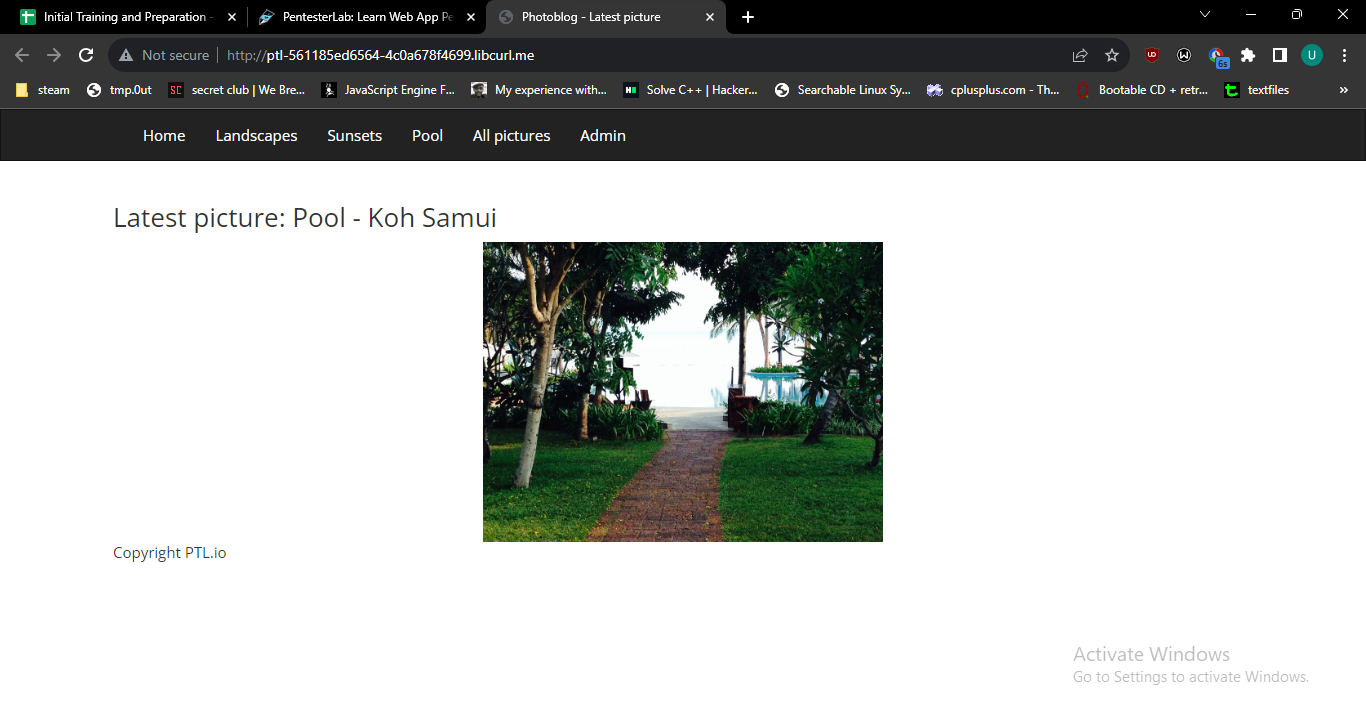 Initial Training and Preparation -
PentesterLab: Learn Web App Pe
Photoblog - Latest picture
Not secure
http://ptl-561185ed6564-4c0a678f4699.libcurl.me
6s
U
steam
tmp.0ut
SC
secret club | We Bre...
JavaScript Engine F...
My experience with...
Solve C++ | Hacker...
Searchable Linux Sy...
cplusplus.com - Th...
Bootable CD + retr...
textfiles
»
Home
Landscapes
Sunsets
Pool
All pictures
Admin
Latest picture: Pool - Koh Samui
Copyright PTL.io
Activate Windows
Go to Settings to activate Windows.